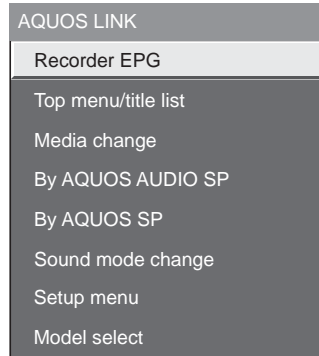 AQUOS LINK
Recorder EPG
Top menu/title list
Media change
By AQUOS AUDIO SP
By AQUOS SP
Sound mode change
Setup menu
Model select